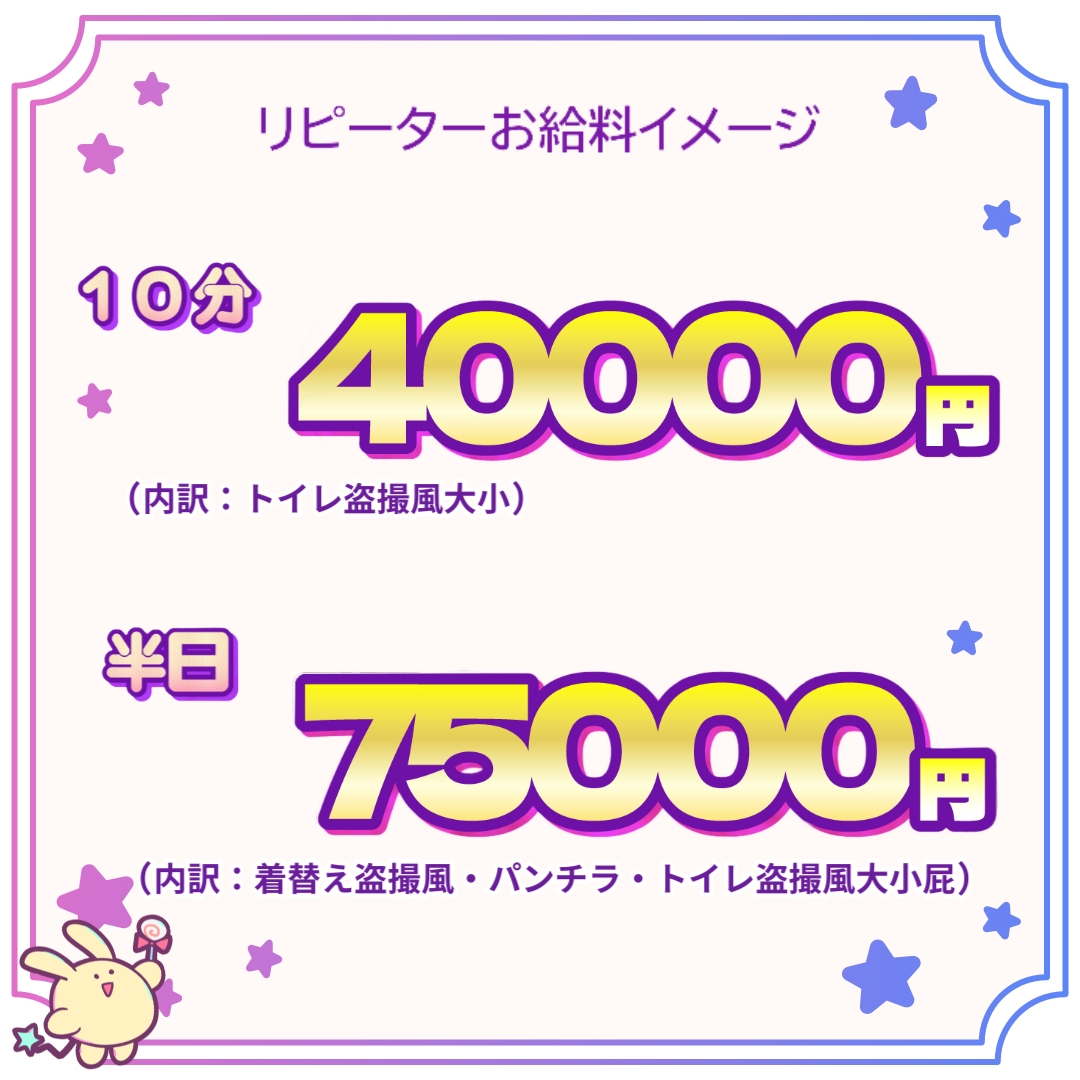 リピーターお給料イメージ
１０分
40000円
（内訳：トイレ盗撮風大小）
半日
75000円
（内訳：着替え盗撮風・パンチラ・トイレ盗撮風大小屁）